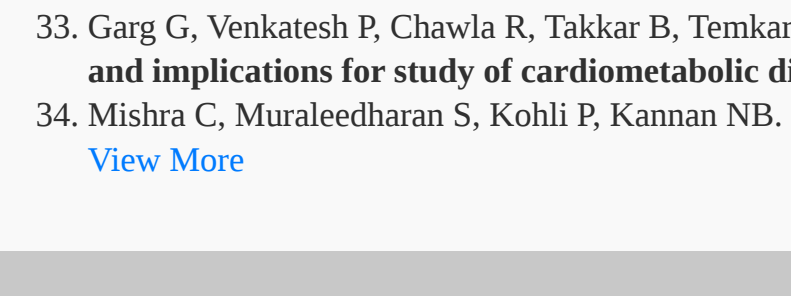 33. Garg G, Venkatesh P, Chawla R, Takkar B, Temkar
and implications for study of cardiometabolic
34. Mishra C, Muraleedharan S, Kohli P, Kannan NB.
View More